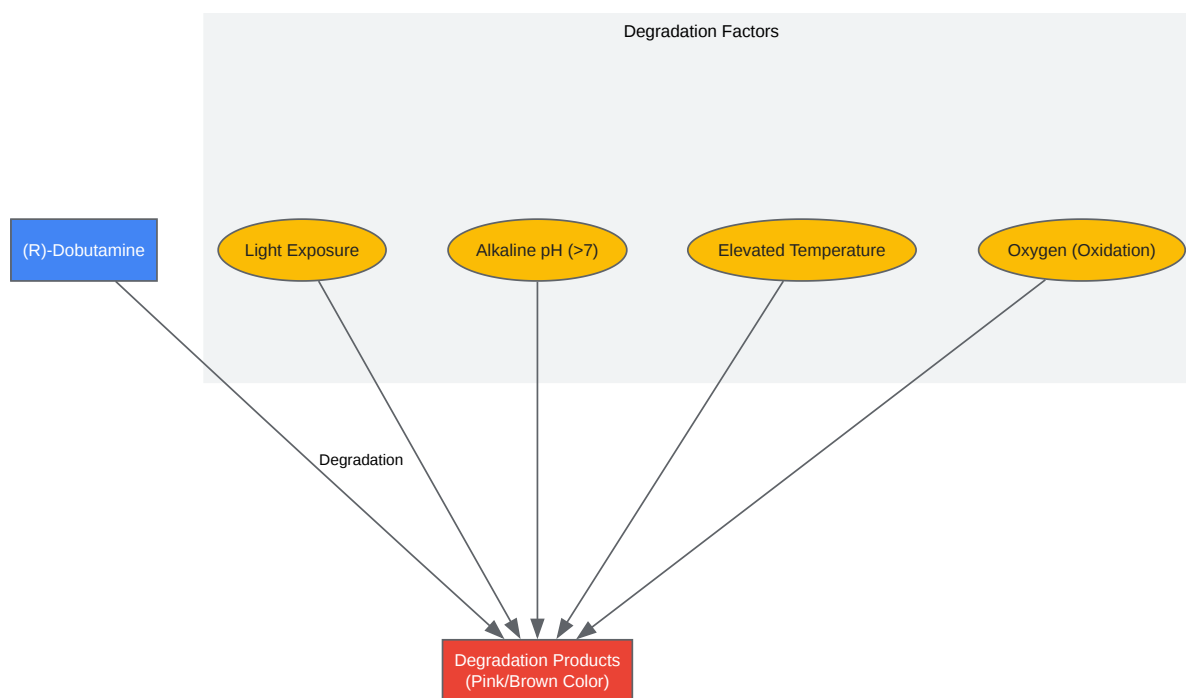 Degradation Factors
(R)-Dobutamine
Light Exposure
Alkaline pH (>7)
Elevated Temperature
Oxygen (Oxidation)
Degradation
Degradation Products
(Pink/Brown Color)